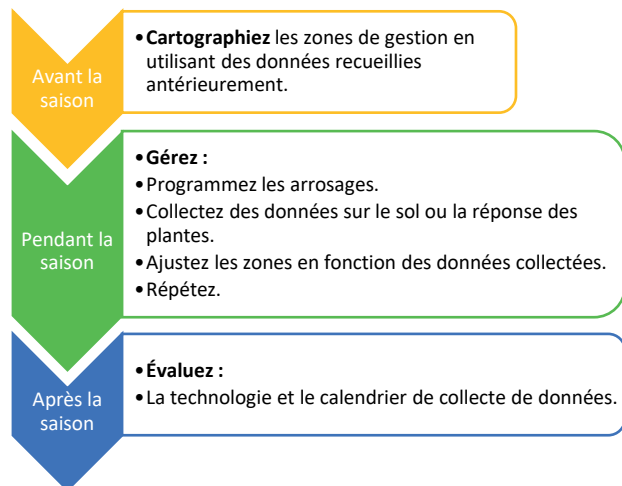 Avant la
saison
• Cartographiez les zones de gestion en
utilisant des données recueillies
antérieurement.
Pendant la
saison
• Gérez :
• Programmez les arrosages.
• Collectez des données sur le sol ou la réponse des
plantes.
• Ajustez les zones en fonction des données collectées.
• Répétez.
Après la
saison
• Évaluez :
• La technologie et le calendrier de collecte de données.